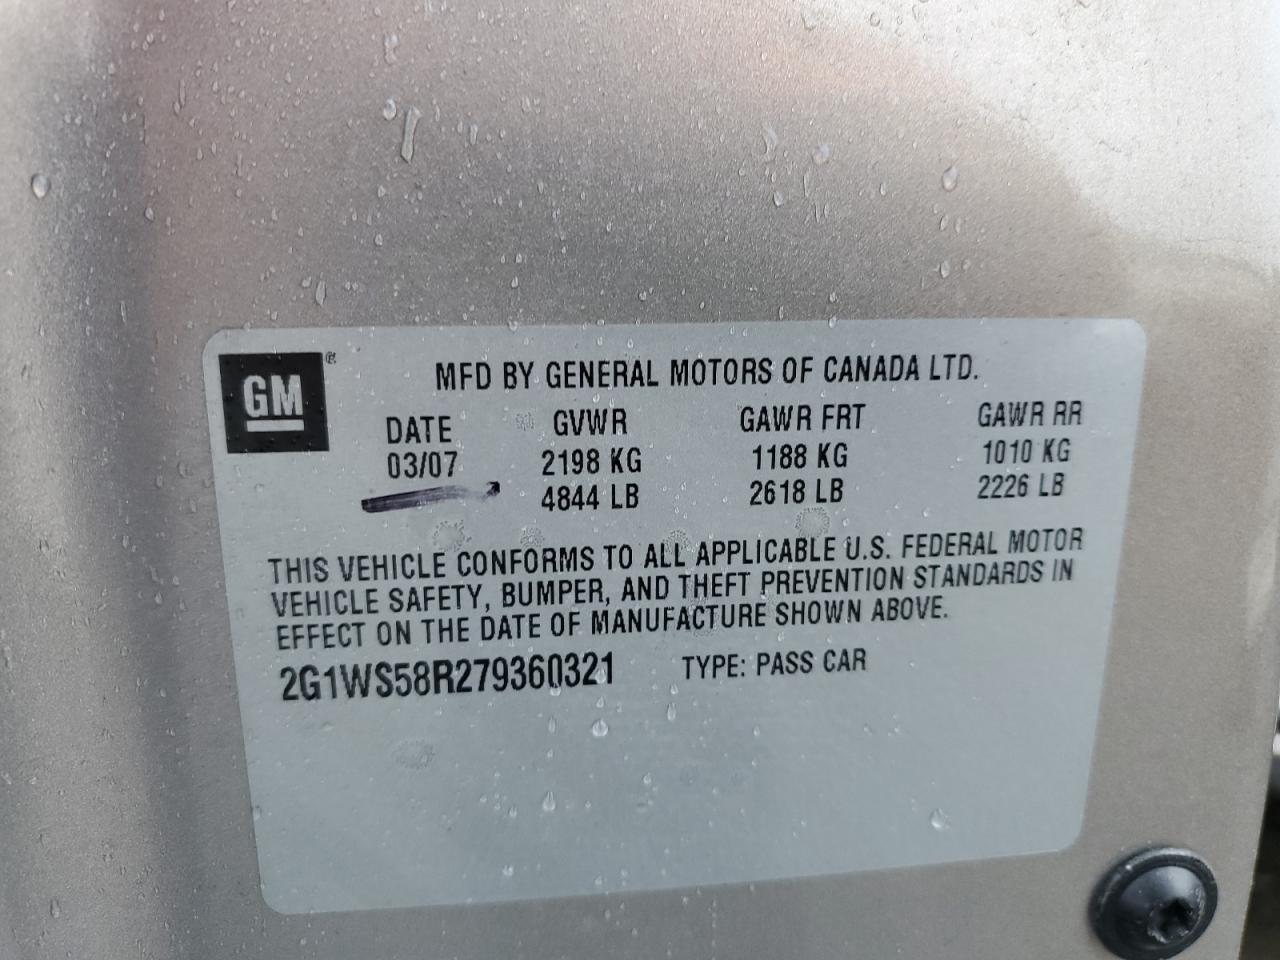 GM®
MFD BY GENERAL MOTORS OF CANADA LTD.
DATE GVWR GAWR FRT GAWR RR
03/07 2198 KG 1188 KG 1010 KG
4844 LB 2618 LB 2226 LB
THIS VEHICLE CONFORMS TO ALL APPLICABLE U.S. FEDERAL MOTOR
VEHICLE SAFETY, BUMPER, AND THEFT PREVENTION STANDARDS IN
EFFECT ON THE DATE OF MANUFACTURE SHOWN ABOVE.
2G1WS58R279360321 TYPE: PASS CAR